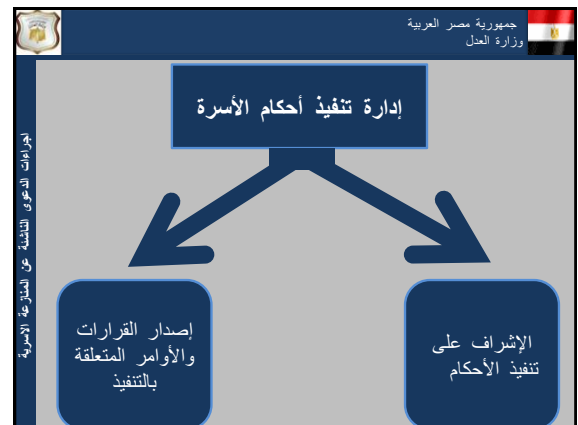 جمهورية مصر العربية
وزارة العدل
إدارة تنفيذ أحكام الأسرة
الإشراف على
تنفيذ الأحكام
إصدار القرارات
والأوامر المتعلقة
بالتنفيذ
اجراءات الدعوى الناشئة عن المنازعة الاسرية